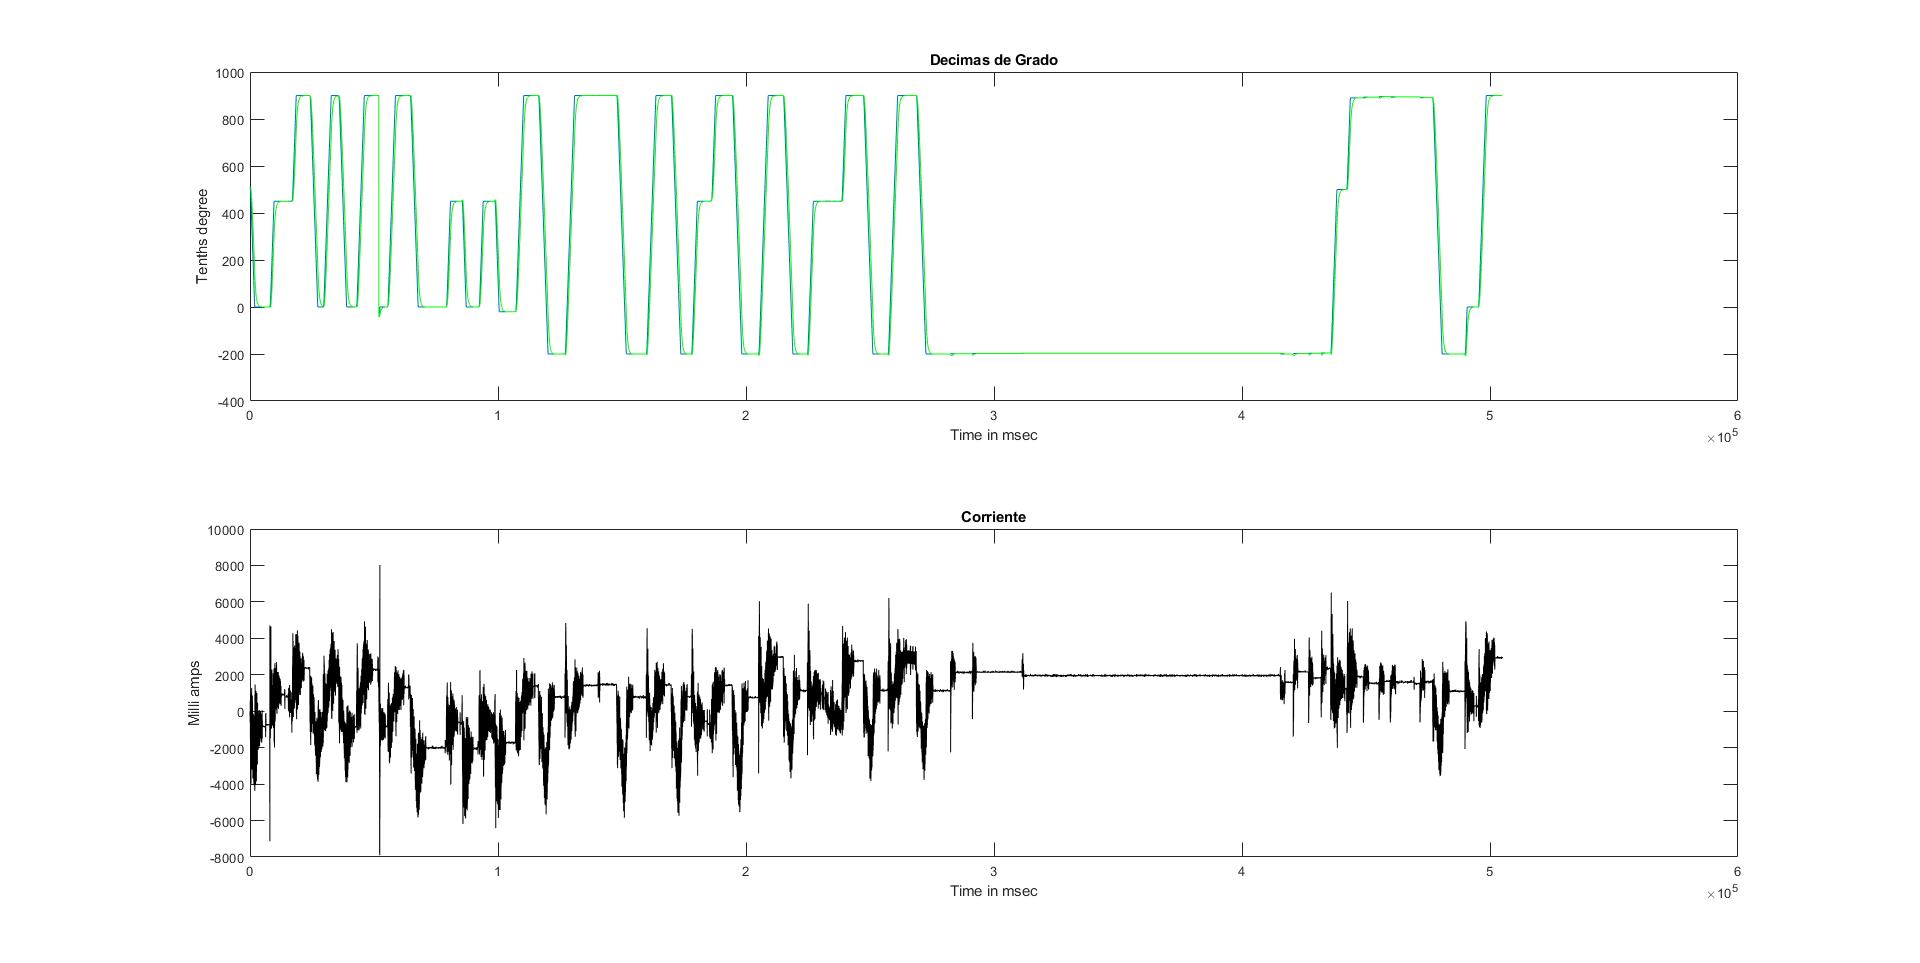 Decimas de Grado
1000
800
600
400
200
0
-200
-400
Tenths degree
0 1 2 3 4 5 6
Time in msec
×10^5
Corriente
10000
8000
6000
4000
2000
0
-2000
-4000
-6000
-8000
Milli amps
0 1 2 3 4 5 6
Time in msec
×10^5